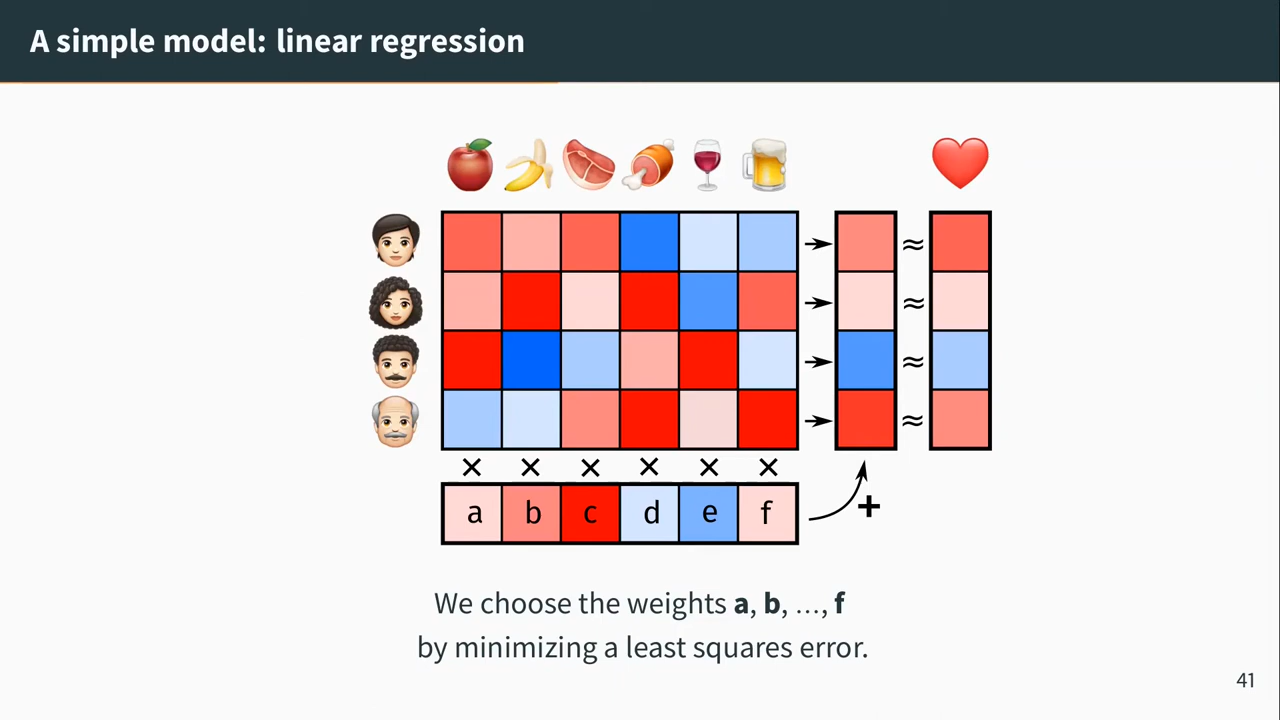 A simple model: linear regression
≈
≈
≈
≈
× × × × × ×
a b c d e f
+
We choose the weights a, b, …, f
by minimizing a least squares error.
41